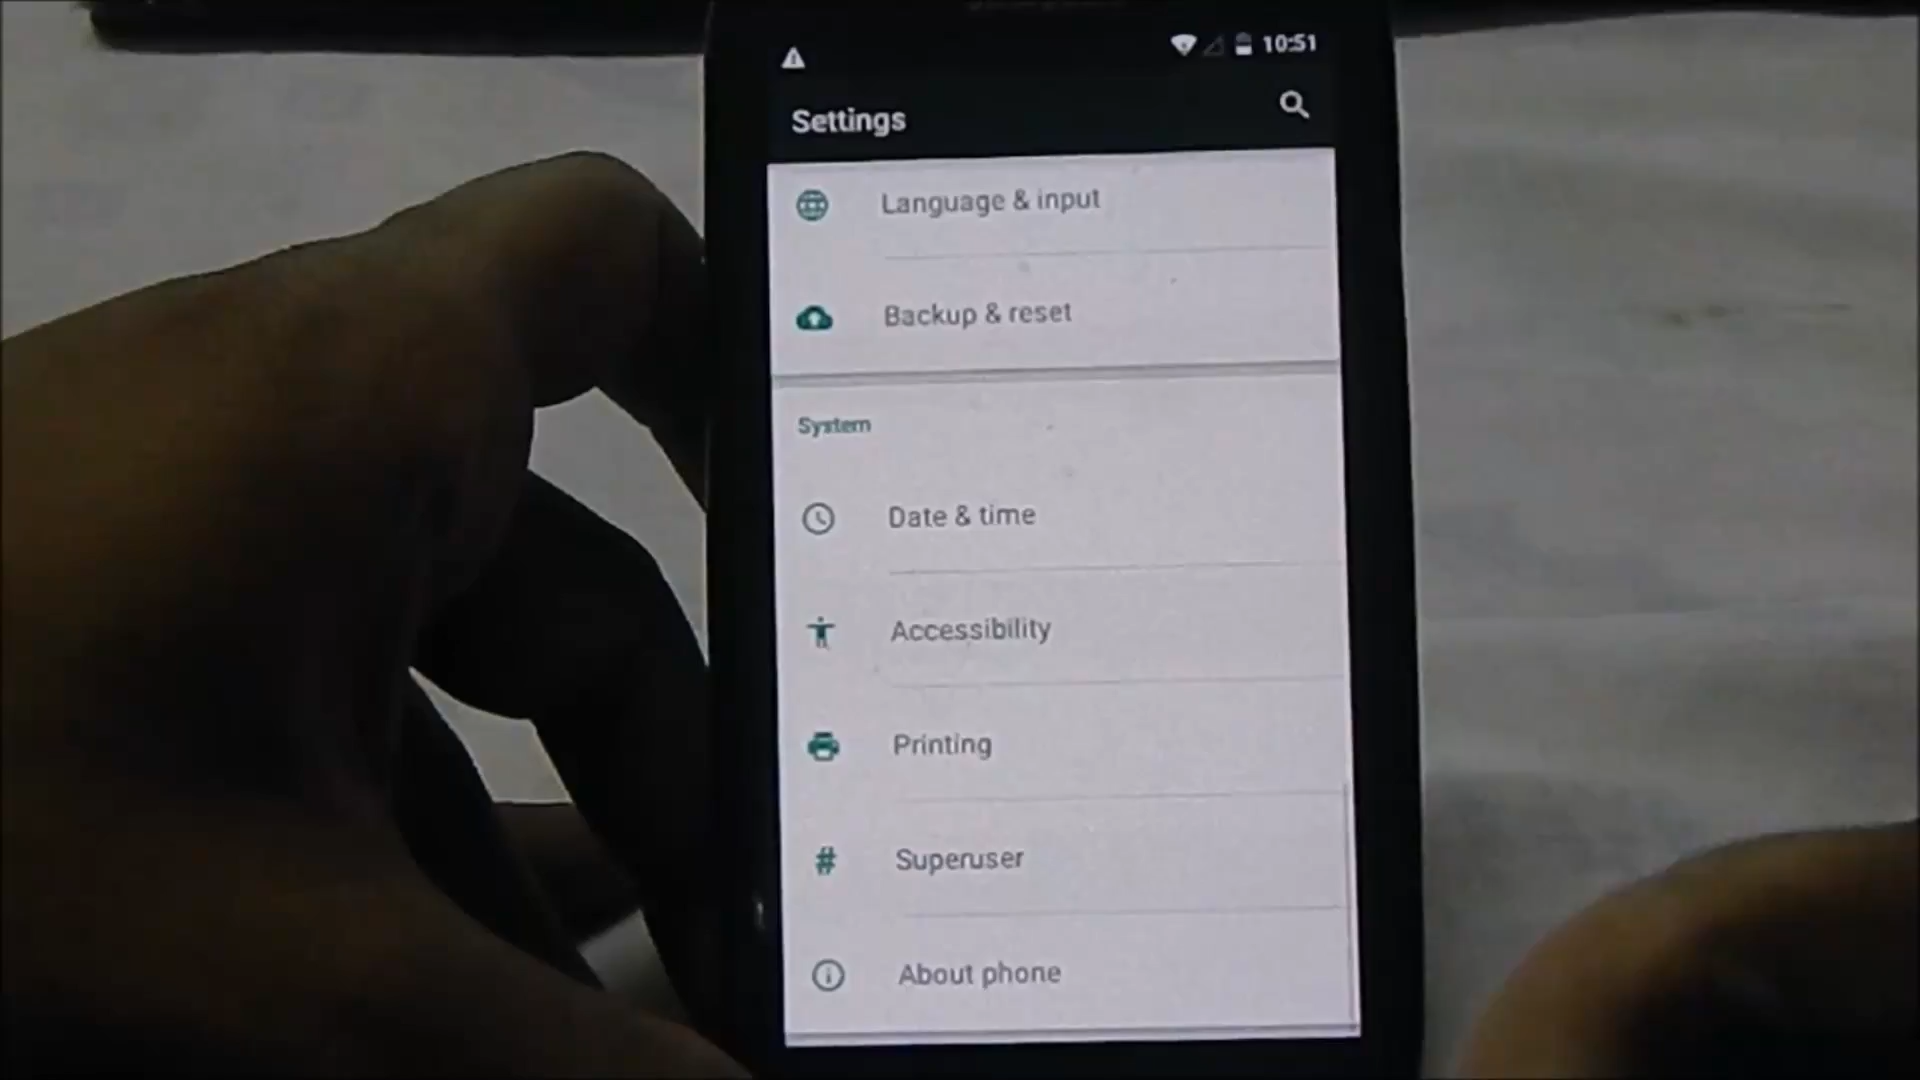 10:51
Settings
Language & input
Backup & reset
System
Date & time
Accessibility
Printing
# Superuser
About phone